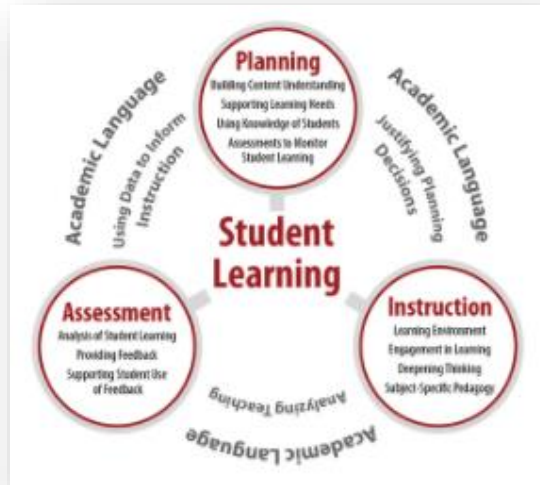 Planning
Building Content Understanding
Supporting Learning Needs
Using Knowledge of Students
Assessments to Monitor
Student Learning
Academic Language
Using Data to Inform
Instruction
Academic Language
Justifying Planning
Decisions
Student
Learning
Assessment
Analysis of Student Learning
Providing Feedback
Supporting Student Use
of Feedback
Instruction
Learning Environment
Engagement in Learning
Deepening Thinking
Subject-Specific Pedagogy
Analyzing Teaching
Academic Language